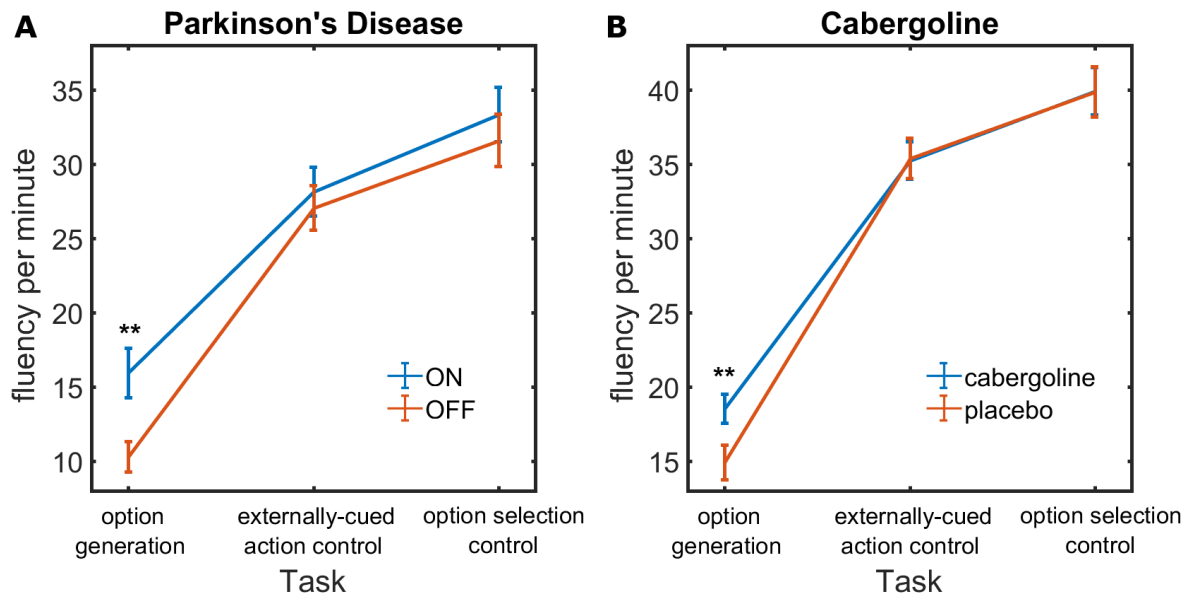 A
Parkinson's Disease
fluency per minute
35
30
25
20
15
10
**
ON
OFF
option
generation
externally-cued
action control
option selection
control
Task
B
Cabergoline
fluency per minute
40
35
30
25
20
15
**
cabergoline
placebo
option
generation
externally-cued
action control
option selection
control
Task